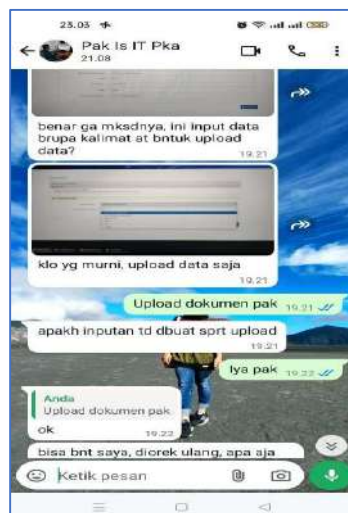 23.03
Pak Is IT Pka
21.08
benar ga mksdnya, ini input data
brupa kalimat at bntuk upload
data?
19.21
klo yg murni, upload data saja
19.21
Upload dokumen pak 19.21
apakh inputan td dbuat sprt upload
19.21
Iya pak 19.22
Anda
Upload dokumen pak
ok
19.22
bisa bnt saya, diorek ulang, apa aja
Ketik pesan